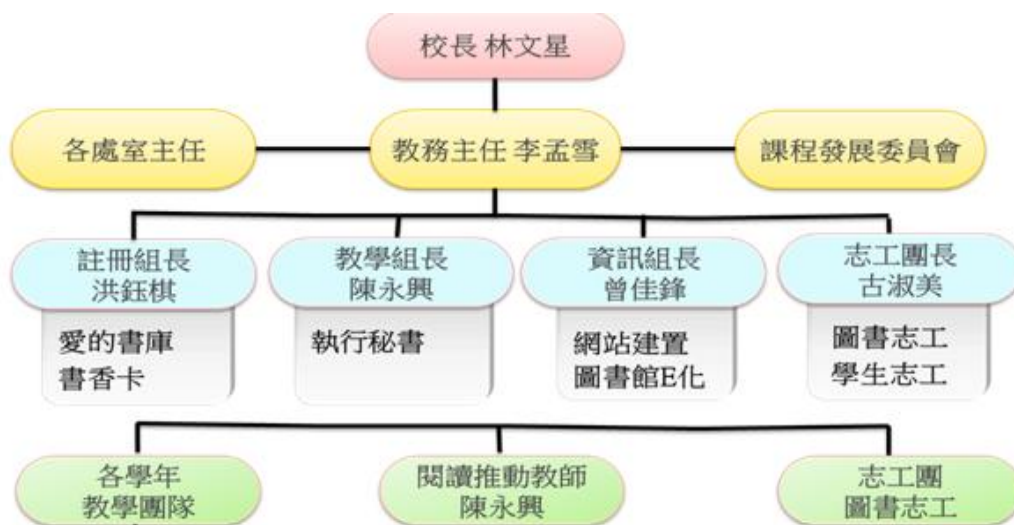 校長 林文星
各處室主任
教務主任 李孟雪
課程發展委員會
註冊組長
洪鈺棋
教學組長
陳永興
資訊組長
曾佳鋒
志工團長
古淑美
愛的書庫
書香卡
執行秘書
網站建置
圖書館E化
圖書志工
學生志工
各學年
教學團隊
閱讀推動教師
陳永興
志工團
圖書志工